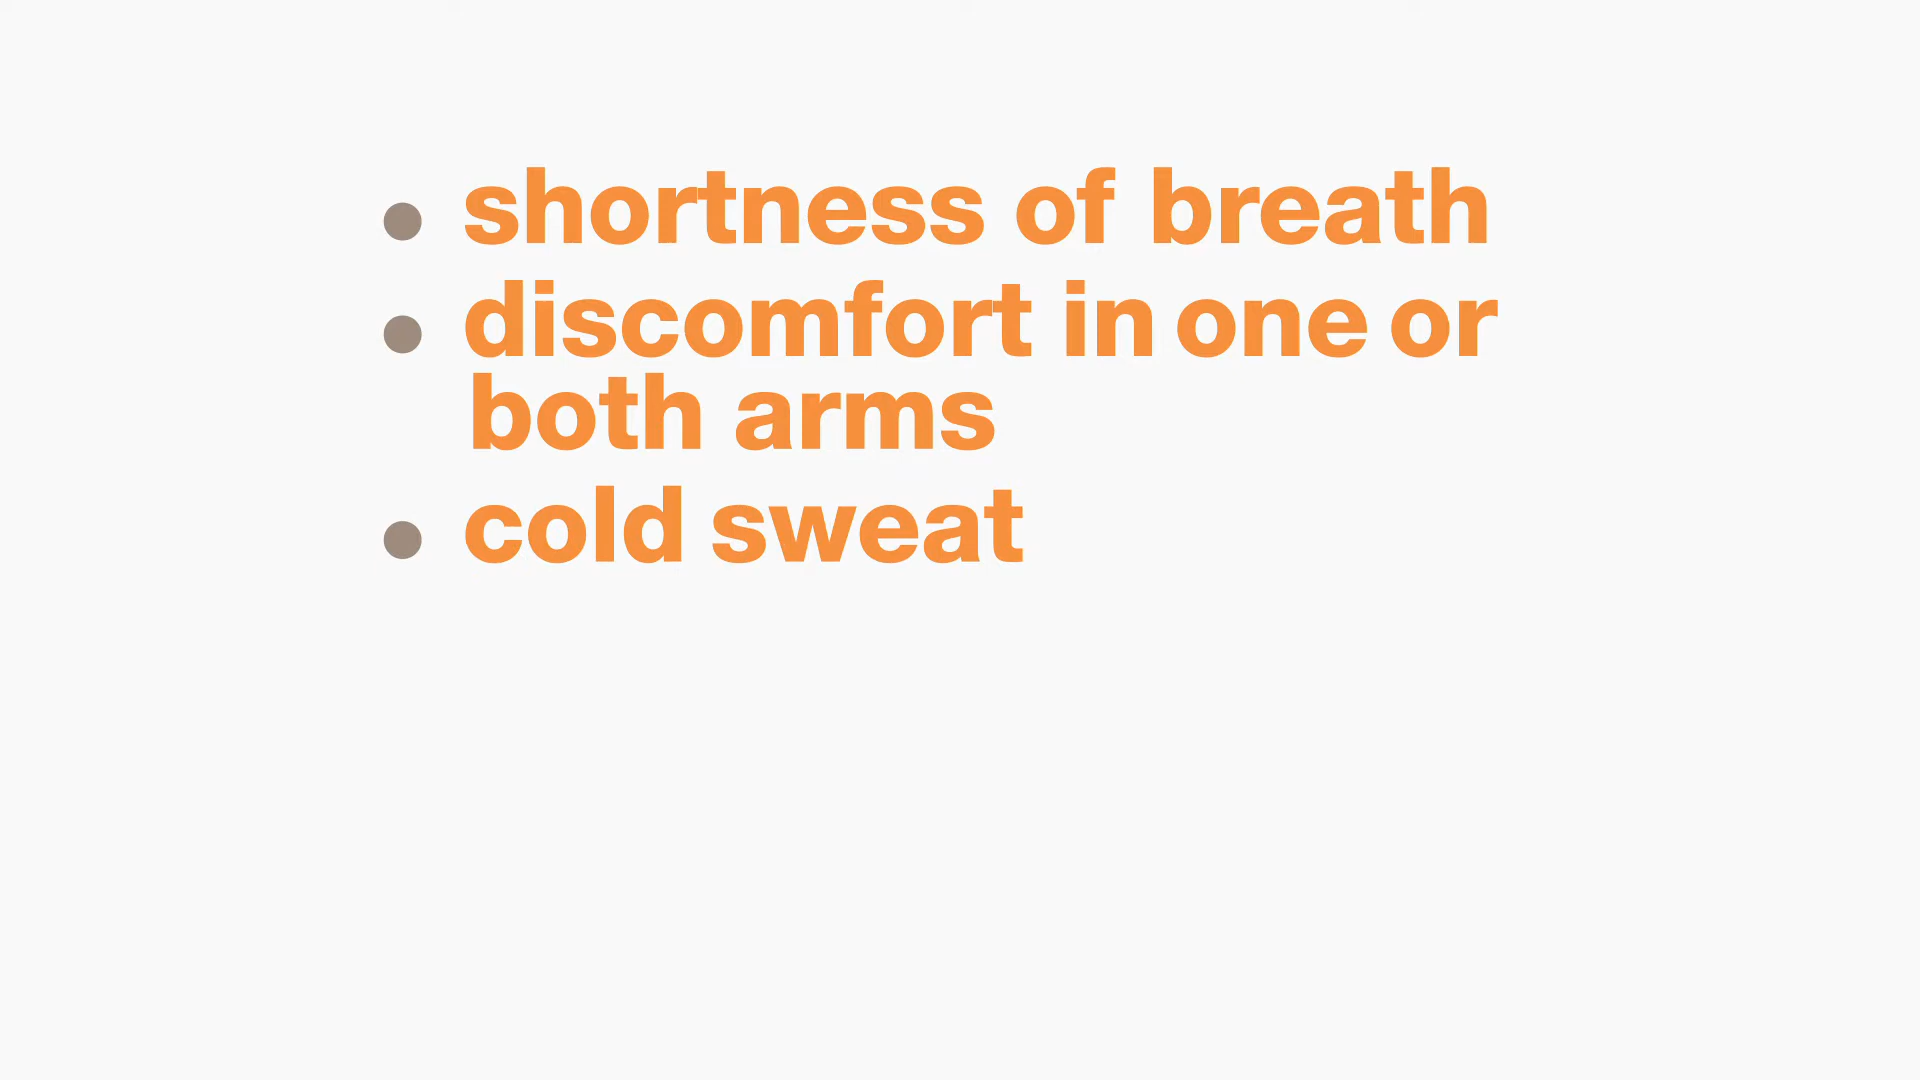 • shortness of breath
• discomfort in one or
both arms
• cold sweat